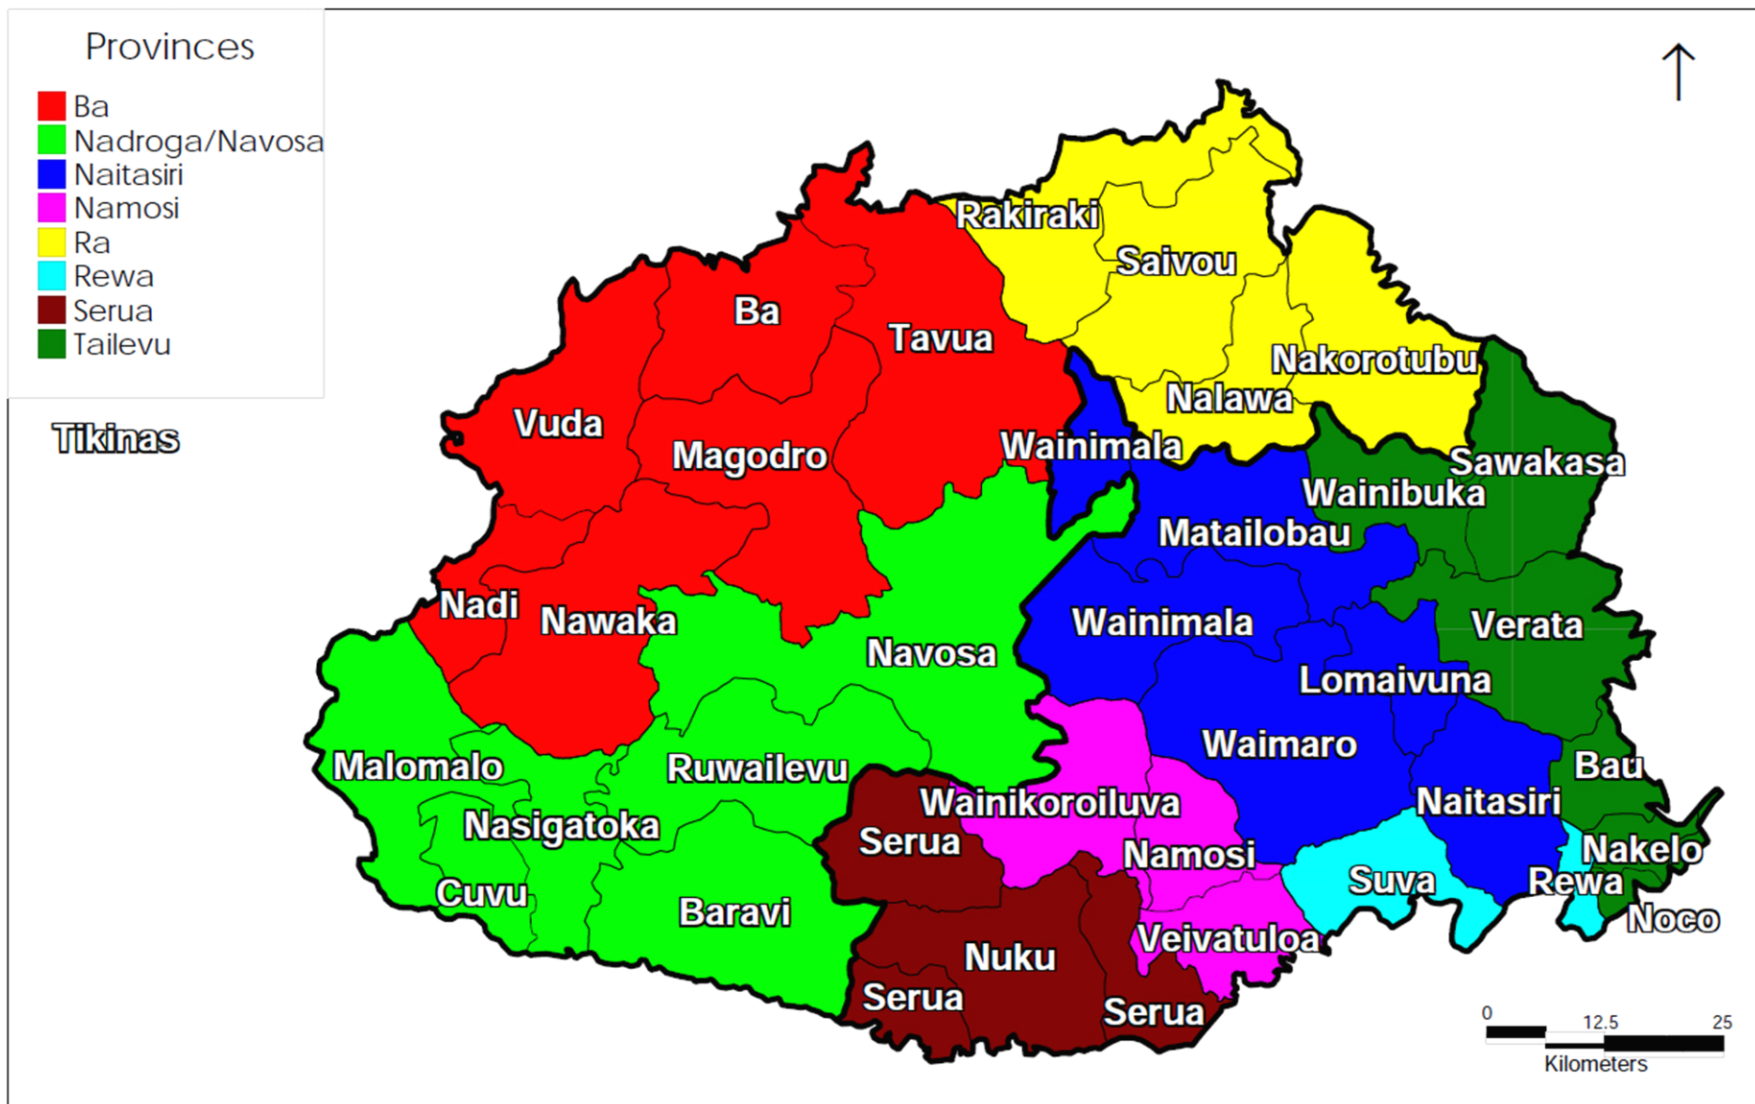 Provinces
Ba
Nadroga/Navosa
Naitasiri
Namosi
Ra
Rewa
Serua
Tailevu
Tikinas
Rakiraki
Saivou
Ba
Tavua
Nakorotubu
Nalawa
Vuda
Magodro
Wainimala
Sawakasa
Wainibuka
Matailobau
Nadi
Nawaka
Navosa
Wainimala
Verata
Lomaivuna
Malomalo
Ruwailevu
Waimaro
Bau
Wainikoroiluva
Naitasiri
Nasigatoka
Serua
Namosi
Nakelo
Cuvu
Suva
Rewa
Baravi
Noco
Veivatuloa
Nuku
Serua
Serua
0 12.5 25
Kilometers